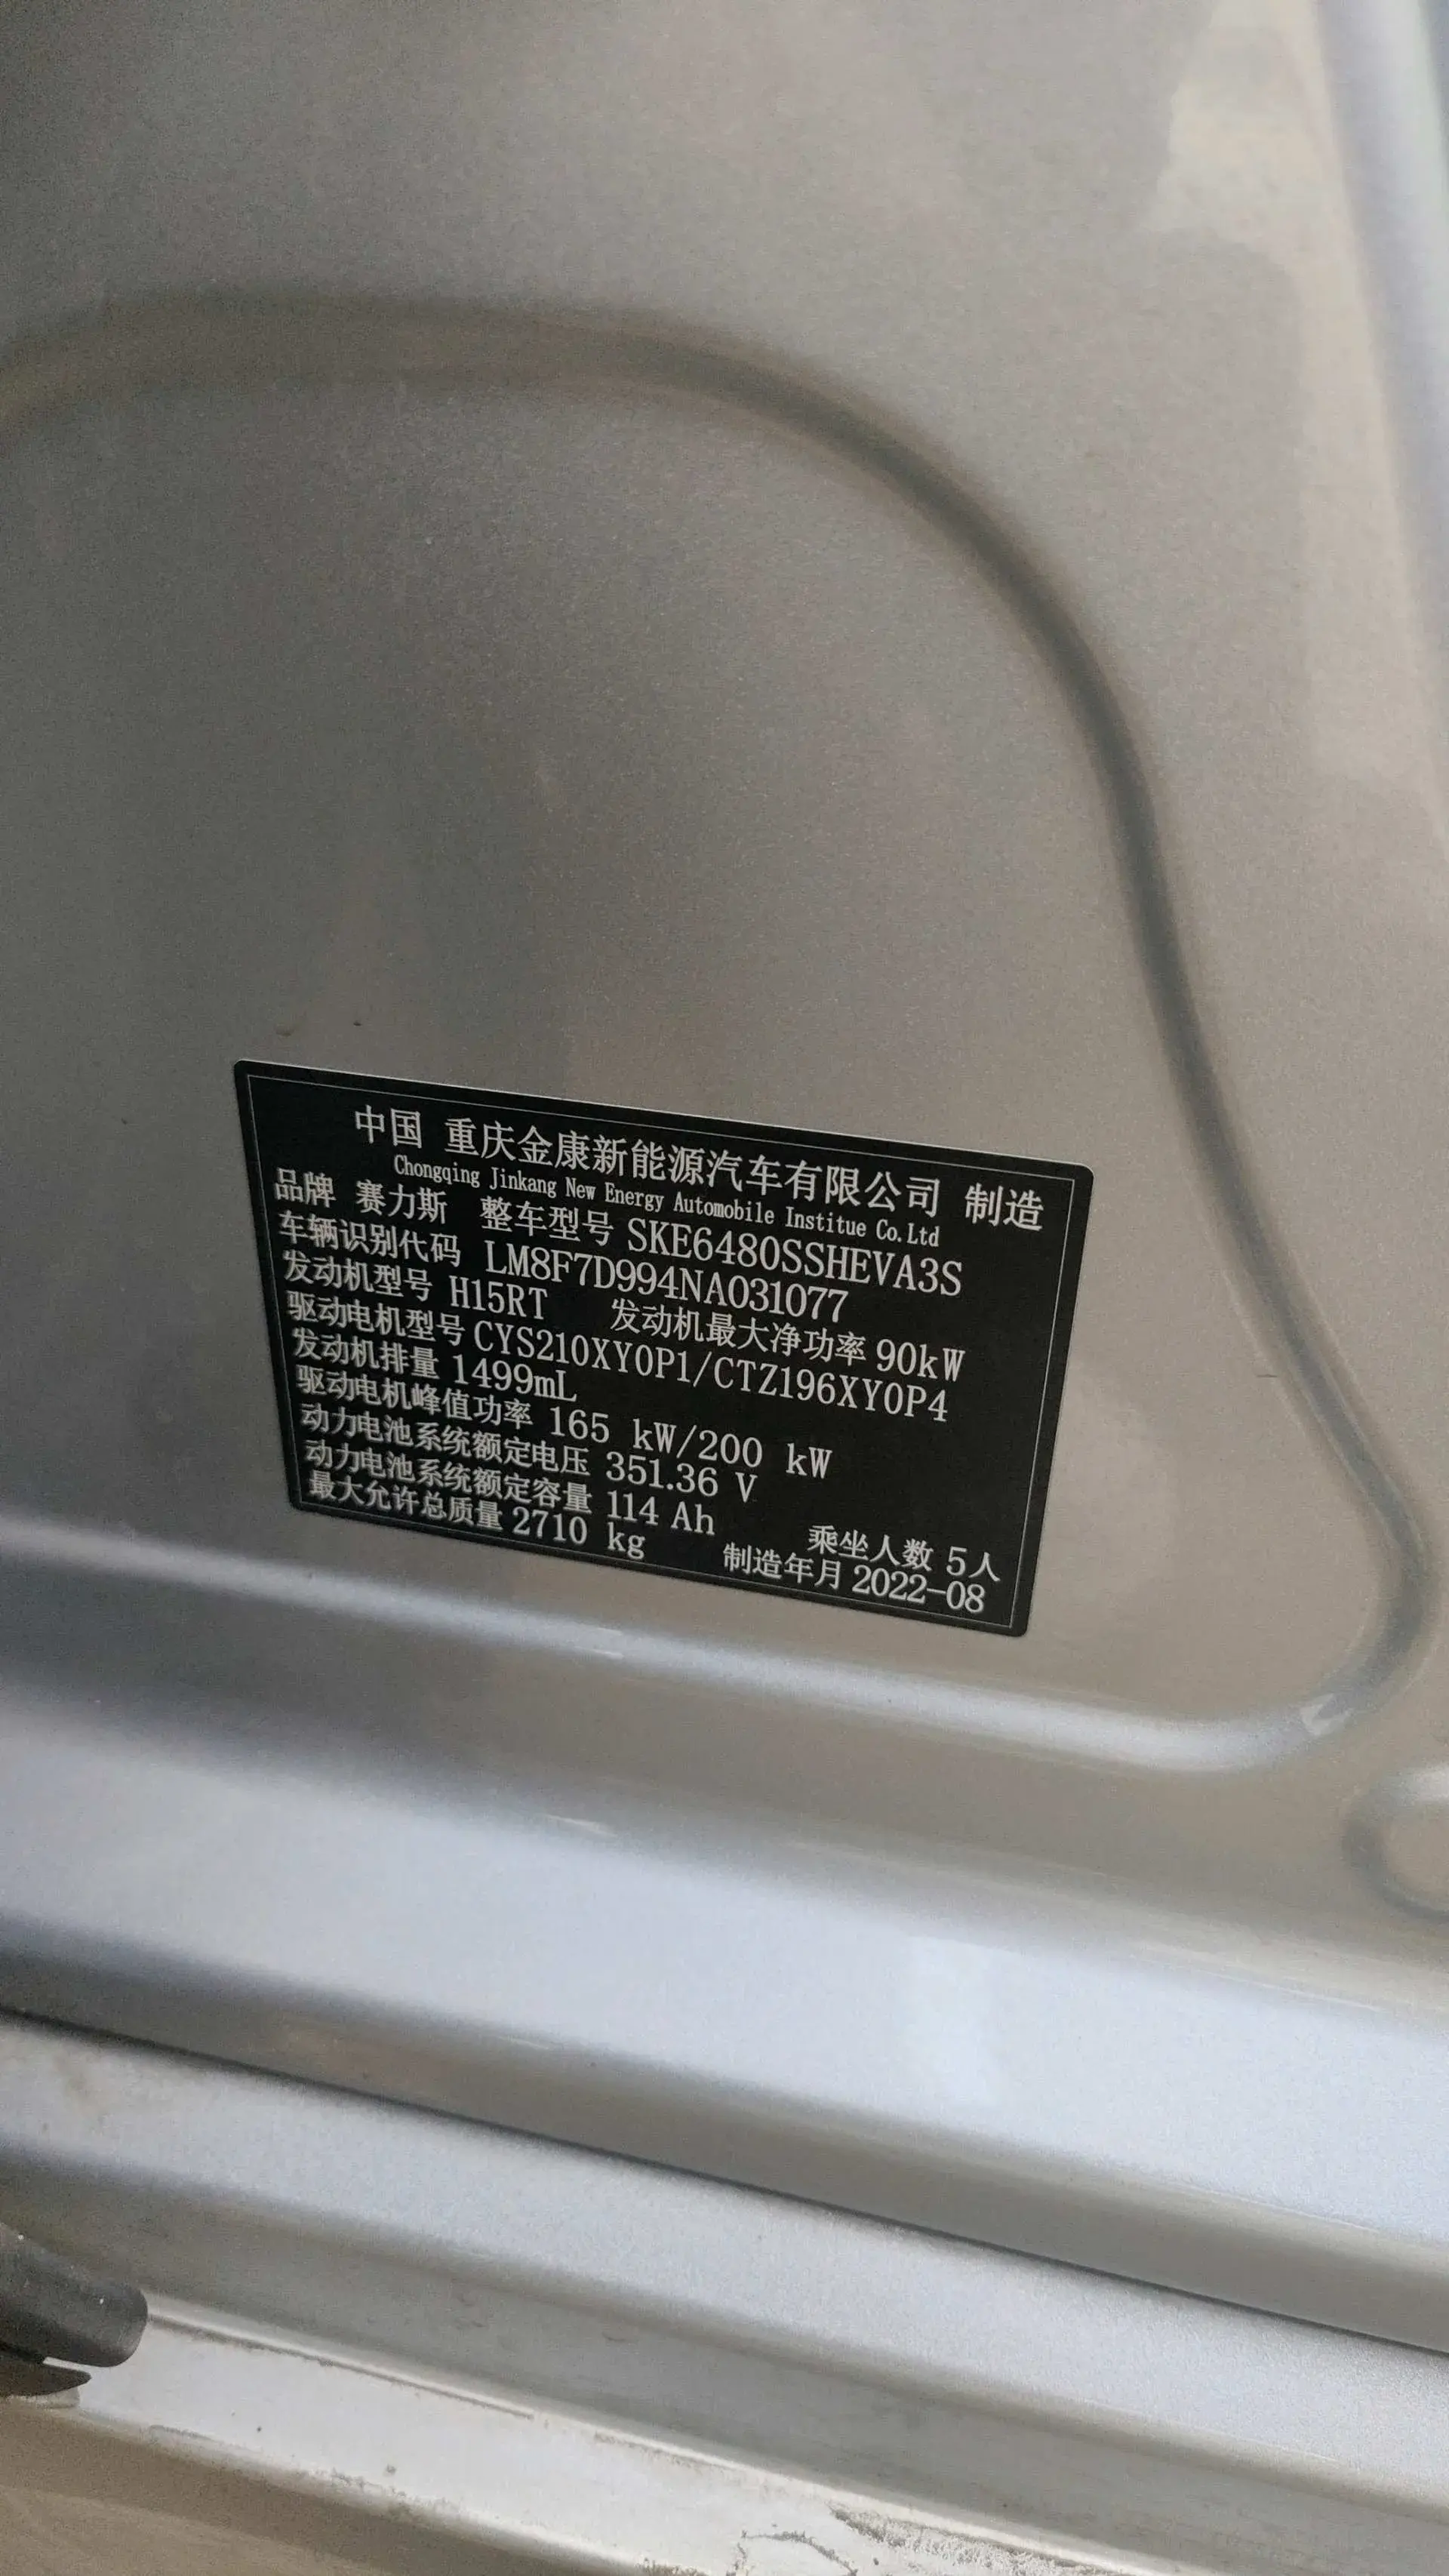 中国 重庆金康新能源汽车有限公司 制造
Chongqing Jinkang New Energy Automobile Institue Co.Ltd
品牌 赛力斯 整车型号 SKE6480SSHEVA3S
车辆识别代码 LM8F7D994NA031077
发动机型号 H15RT 发动机最大净功率 90kW
驱动电机型号 CYS210XY0P1/CTZ196XY0P4
发动机排量 1499mL
驱动电机峰值功率 165 kW/200 kW
动力电池系统额定电压 351.36 V
动力电池系统额定容量 114 Ah 乘坐人数 5人
最大允许总质量 2710 kg 制造年月 2022-08